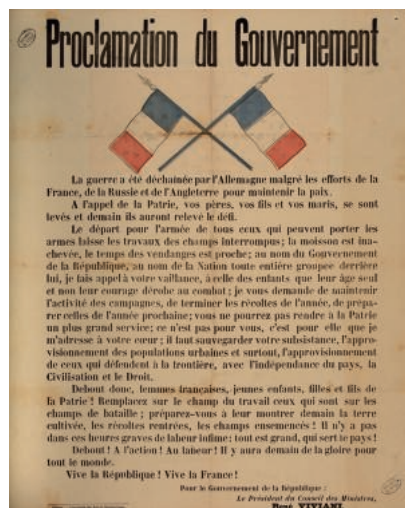 Proclamation du Gouvernement
La guerre a été déchaînée par l'Allemagne malgré les efforts de la
France, de la Russie et de l'Angleterre pour maintenir la paix.
A l'appel de la Patrie, vos pères, vos fils et vos maris, se sont
levés et demain ils auront relevé le défi.
Le départ pour l'armée de tous ceux qui peuvent porter les
armes laisse les travaux des champs interrompus; la moisson est ina-
chevée, le temps des vendanges est proche; au nom du Gouvernement
de la République, au nom de la Nation toute entière groupée derrière
lui, je fais appel à votre vaillance, à celle des enfants que leur âge seul
et non leur courage dérobe au combat; je vous demande de maintenir
l'activité des campagnes, de terminer les récoltes de l'année, de prépa-
rer celles de l'année prochaine; vous ne pourrez pas rendre à la Patrie
un plus grand service; ce n'est pas pour vous, c'est pour elle que je
m'adresse à votre cœur; il faut sauvegarder votre subsistance, l'appro-
visionnement des populations urbaines et surtout, l'approvisionnement
de ceux qui défendent à la frontière, avec l'indépendance du pays, la
Civilisation et le Droit.
Debout donc, femmes françaises, jeunes enfants, filles et fils de
la Patrie ! Remplacez sur le champ du travail ceux qui sont sur les
champs de bataille; préparez-vous à leur montrer demain la terre
cultivée, les récoltes rentrées, les champs ensemencés ! Il n'y a pas
dans ces heures graves de labeur infime; tout est grand, qui sert le pays !
Debout ! A l'action ! Au labeur ! Il y aura demain de la gloire pour
tout le monde.
Vive la République ! Vive la France !
Pour le Gouvernement de la République :
Le Président du Conseil des Ministres,
René VIVIANI